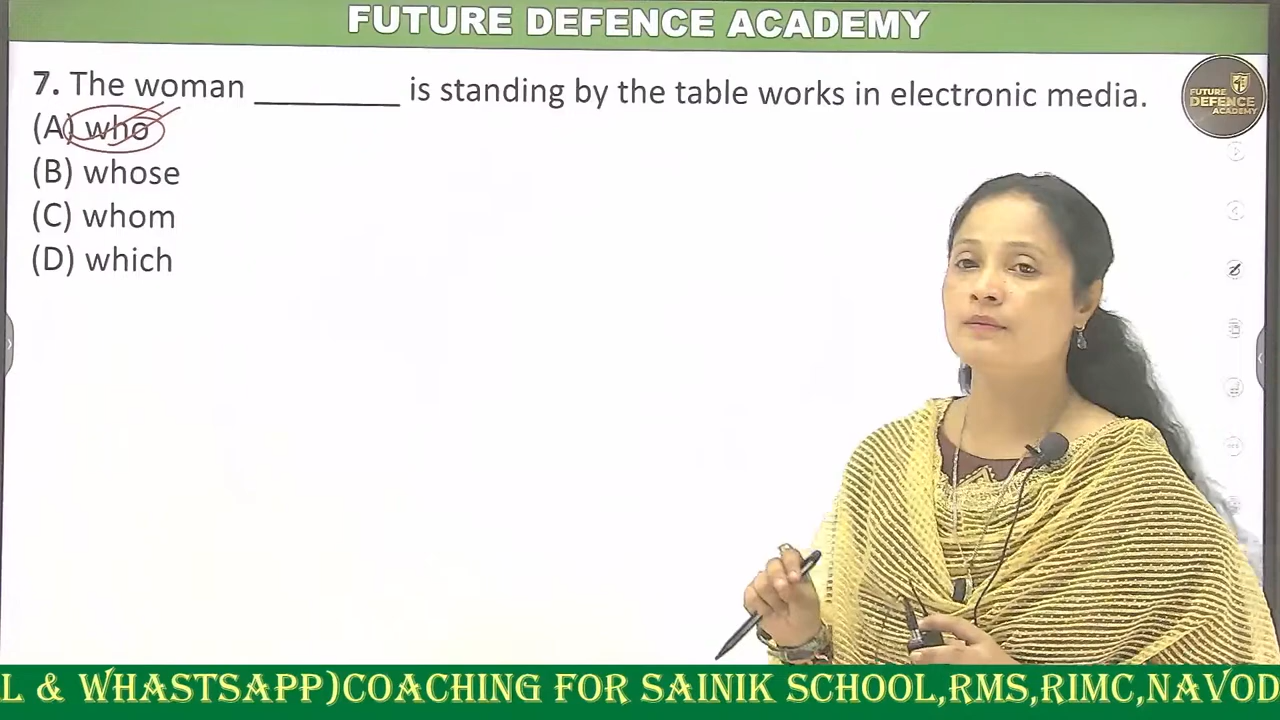 FUTURE DEFENCE ACADEMY
7. The woman ________ is standing by the table works in electronic media.
(A) who
(B) whose
(C) whom
(D) which
FUTURE
DEFENCE
ACADEMY
L & WHASTSAPP)COACHING FOR SAINIK SCHOOL,RMS,RIMC,NAVOD